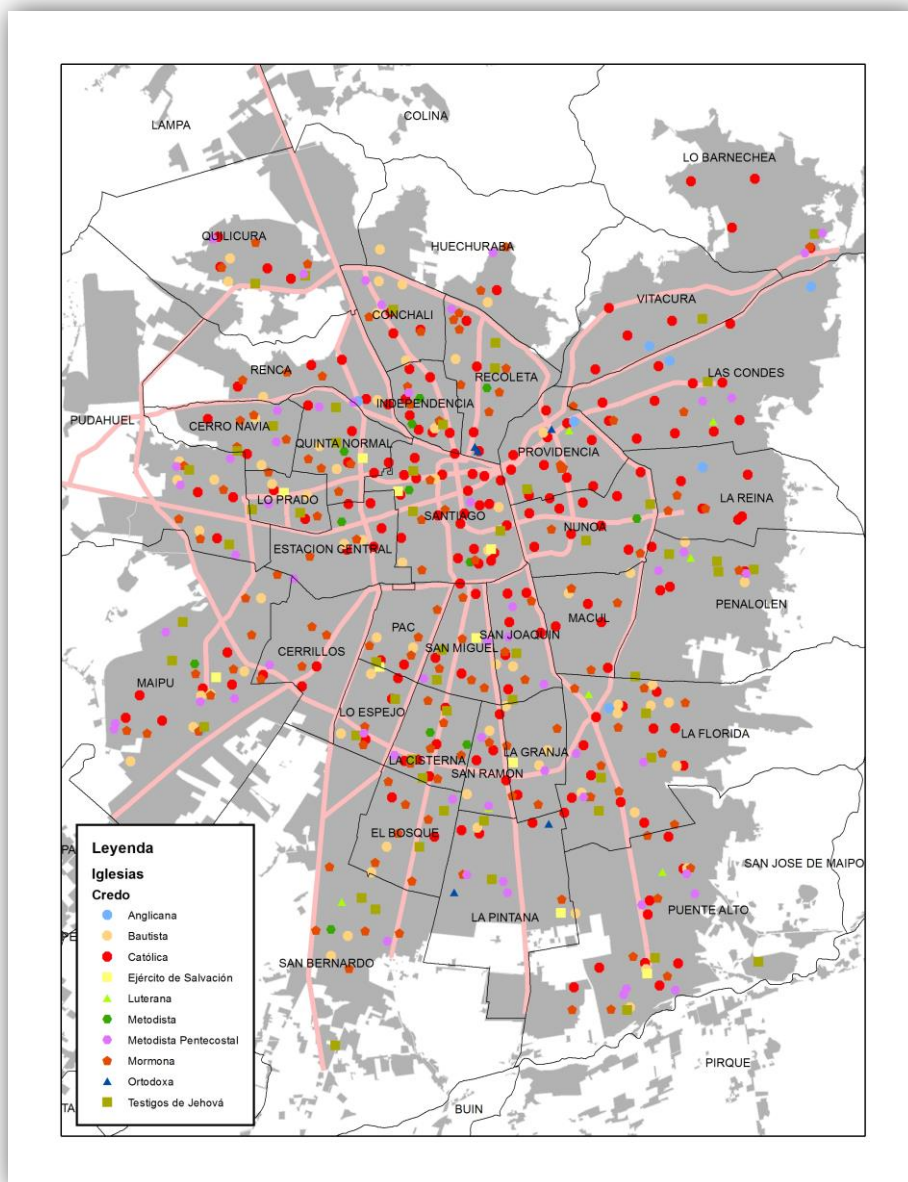 COLINA
LAMPA
LO BARNECHEA
QUILICURA
HUECHURABA
VITACURA
CONCHALI
RENCA
RECOLETA
LAS CONDES
INDEPENDENCIA
PUDAHUEL
CERRO NAVIA
QUINTA NORMAL
PROVIDENCIA
LO PRADO
LA REINA
SANTIAGO
NUNOA
ESTACION CENTRAL
PENALOLEN
MACUL
PAC
SAN JOAQUIN
CERRILLOS
SAN MIGUEL
MAIPU
LO ESPEJO
LA FLORIDA
LA GRANJA
LA CISTERNA
SAN RAMON
EL BOSQUE
SAN JOSE DE MAIPO
PUENTE ALTO
LA PINTANA
SAN BERNARDO
PIRQUE
BUIN
PA
PE
TA
Leyenda
Iglesias
Credo
Anglicana
Bautista
Católica
Ejército de Salvación
Luterana
Metodista
Metodista Pentecostal
Mormona
Ortodoxa
Testigos de Jehová